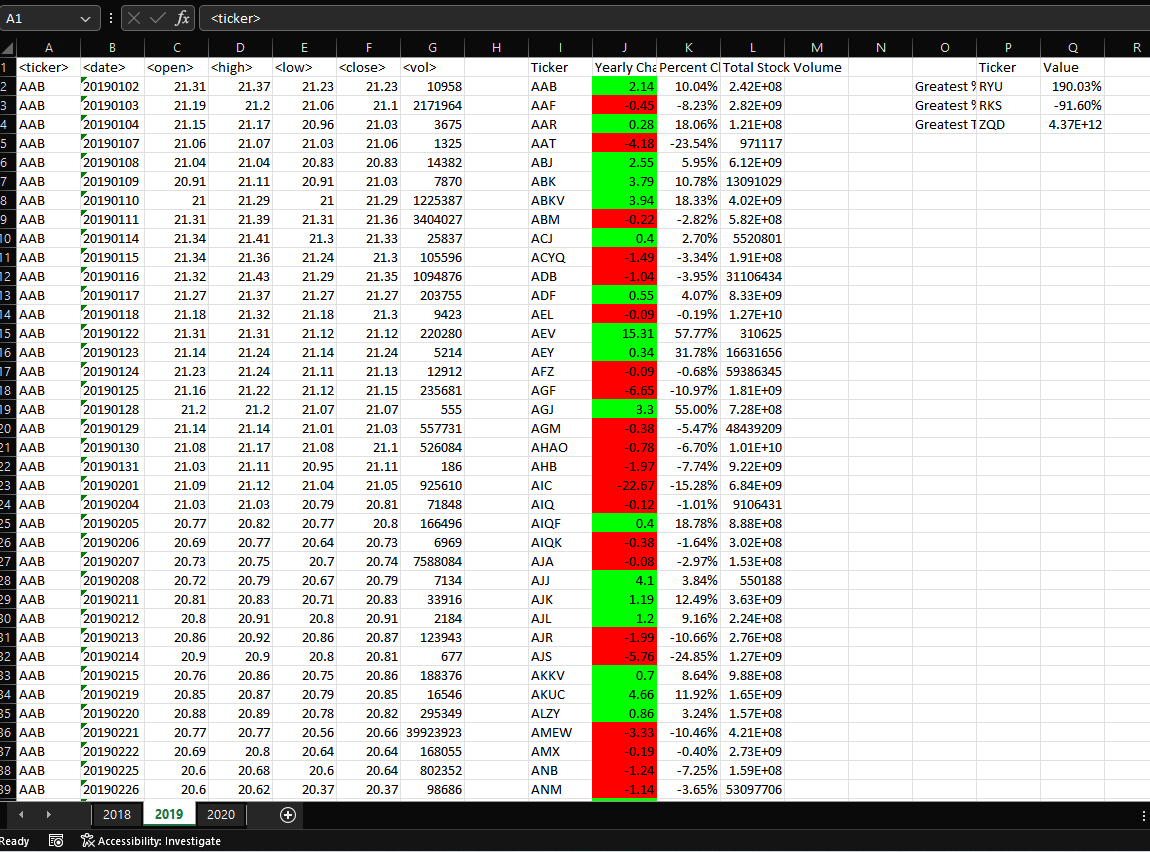 A1 fx <ticker>
A B C D E F G H I J K L M N O P Q R
1 <ticker> <date> <open> <high> <low> <close> <vol> Ticker Yearly Cha Percent Cl Total Stock Volume Ticker Value
2 AAB 20190102 21.31 21.37 21.23 21.23 10958 AAB 2.14 10.04% 2.42E+08 Greatest % RYU 190.03%
3 AAB 20190103 21.19 21.2 21.06 21.1 2171964 AAF -0.45 -8.23% 2.82E+09 Greatest % RKS -91.60%
4 AAB 20190104 21.15 21.17 20.96 21.03 3675 AAR 0.28 18.06% 1.21E+08 Greatest T ZQD 4.37E+12
5 AAB 20190107 21.06 21.07 21.03 21.06 1325 AAT -4.18 -23.54% 971117
6 AAB 20190108 21.04 21.04 20.83 20.83 14382 ABJ 2.55 5.95% 6.12E+09
7 AAB 20190109 20.91 21.11 20.91 21.03 7870 ABK 3.79 10.78% 13091029
8 AAB 20190110 21 21.29 21 21.29 1225387 ABKV 3.94 18.33% 4.02E+09
9 AAB 20190111 21.31 21.39 21.31 21.36 3404027 ABM -0.22 -2.82% 5.82E+08
10 AAB 20190114 21.34 21.41 21.3 21.33 25837 ACJ 0.4 2.70% 5520801
11 AAB 20190115 21.34 21.36 21.24 21.3 105596 ACYQ -1.49 -3.34% 1.91E+08
12 AAB 20190116 21.32 21.43 21.29 21.35 1094876 ADB -1.04 -3.95% 31106434
13 AAB 20190117 21.27 21.37 21.27 21.27 203755 ADF 0.55 4.07% 8.33E+09
14 AAB 20190118 21.18 21.32 21.18 21.3 9423 AEL -0.09 -0.19% 1.27E+10
15 AAB 20190122 21.31 21.31 21.12 21.12 220280 AEV 15.31 57.77% 310625
16 AAB 20190123 21.14 21.24 21.14 21.24 5214 AEY 0.34 31.78% 16631656
17 AAB 20190124 21.23 21.24 21.11 21.13 12912 AFZ -0.09 -0.68% 59386345
18 AAB 20190125 21.16 21.22 21.12 21.15 235681 AGF -6.65 -10.97% 1.81E+09
19 AAB 20190128 21.2 21.2 21.07 21.07 555 AGJ 3.3 55.00% 7.28E+08
20 AAB 20190129 21.14 21.14 21.01 21.03 557731 AGM -0.38 -5.47% 48439209
21 AAB 20190130 21.08 21.17 21.08 21.1 526084 AHAO -0.78 -6.70% 1.01E+10
22 AAB 20190131 21.03 21.11 20.95 21.11 186 AHB -1.97 -7.74% 9.22E+09
23 AAB 20190201 21.09 21.12 21.04 21.05 925610 AIC -22.67 -15.28% 6.84E+09
24 AAB 20190204 21.03 21.03 20.79 20.81 71848 AIQ -0.12 -1.01% 9106431
25 AAB 20190205 20.77 20.82 20.77 20.8 166496 AIQF 0.4 18.78% 8.88E+08
26 AAB 20190206 20.69 20.77 20.64 20.73 6969 AIQK -0.38 -1.64% 3.02E+08
27 AAB 20190207 20.73 20.75 20.7 20.74 7588084 AJA -0.08 -2.97% 1.53E+08
28 AAB 20190208 20.72 20.79 20.67 20.79 7134 AJJ 4.1 3.84% 550188
29 AAB 20190211 20.81 20.83 20.71 20.83 33916 AJK 1.19 12.49% 3.63E+09
30 AAB 20190212 20.8 20.91 20.8 20.91 2184 AJL 1.2 9.16% 2.24E+08
31 AAB 20190213 20.86 20.92 20.86 20.87 123943 AJR -1.99 -10.66% 2.76E+08
32 AAB 20190214 20.9 20.9 20.8 20.81 677 AJS -5.76 -24.85% 1.27E+09
33 AAB 20190215 20.76 20.86 20.75 20.86 188376 AKKV 0.7 8.64% 9.88E+08
34 AAB 20190219 20.85 20.87 20.79 20.85 16546 AKUC 4.66 11.92% 1.65E+09
35 AAB 20190220 20.88 20.89 20.78 20.82 295349 ALZY 0.86 3.24% 1.57E+08
36 AAB 20190221 20.77 20.77 20.56 20.66 39923923 AMEW -3.33 -10.46% 4.21E+08
37 AAB 20190222 20.69 20.8 20.64 20.64 168055 AMX -0.19 -0.40% 2.73E+09
38 AAB 20190225 20.6 20.68 20.6 20.64 802352 ANB -1.24 -7.25% 1.59E+08
39 AAB 20190226 20.6 20.62 20.37 20.37 98686 ANM -1.14 -3.65% 53097706
2018 2019 2020
Ready Accessibility: Investigate